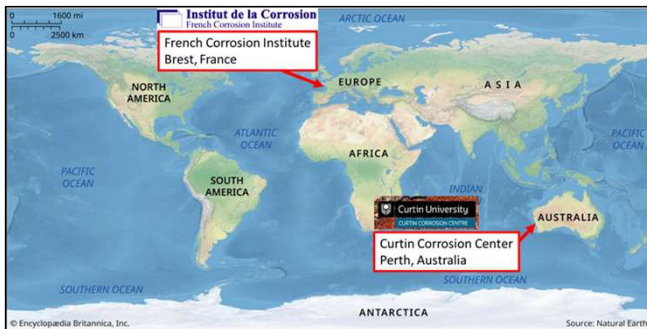 0 1600 mi
0 2500 km
Institut de la Corrosion
French Corrosion Institute
ARCTIC OCEAN
French Corrosion Institute
Brest, France
EUROPE
ASIA
NORTH
AMERICA
ATLANTIC
OCEAN
PACIFIC
OCEAN
AFRICA
PACIFIC
OCEAN
SOUTH
AMERICA
INDIAN
Curtin University
CURTIN CORROSION CENTRE
AUSTRALIA
Curtin Corrosion Center
Perth, Australia
SOUTHERN OCEAN
SOUTHERN OCEAN
ANTARCTICA
© Encyclopædia Britannica, Inc.
Source: Natural Earth